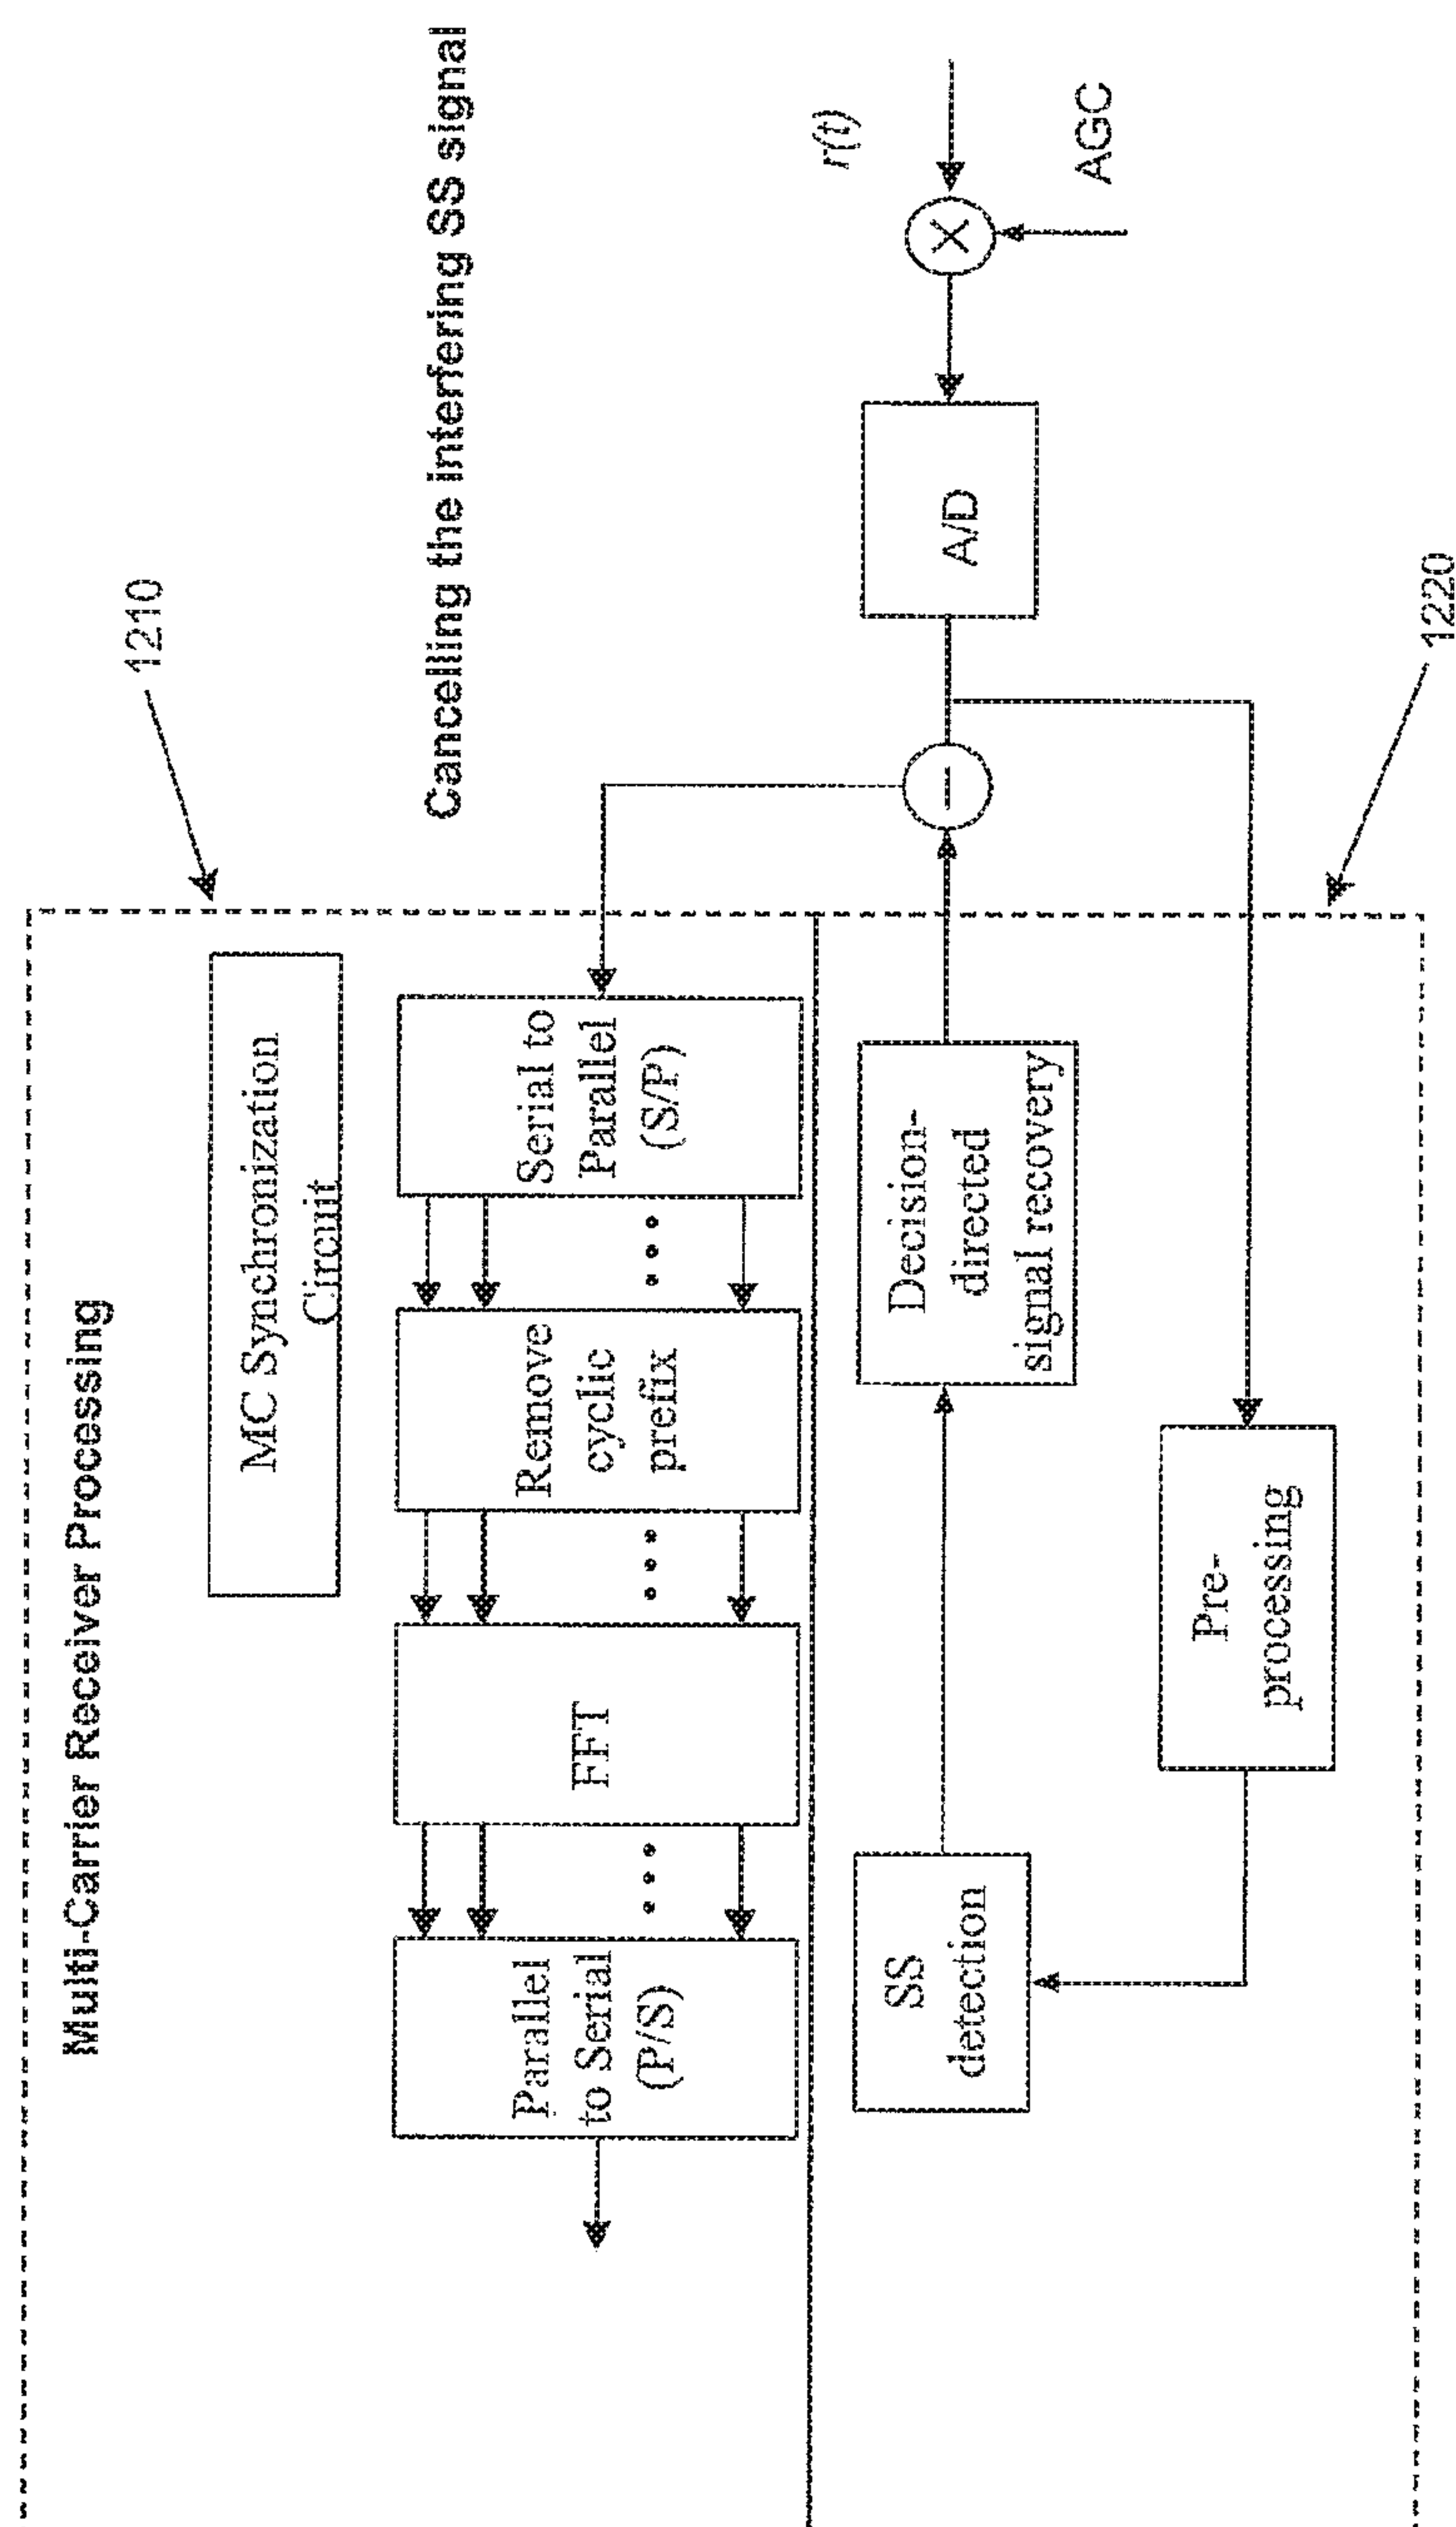 Multi-Carrier Receiver Processing
1210
MC Synchronization
Circuit
Cancelling the interfering SS signal
Parallel
to Serial
(P/S)
FFT
Remove
cyclic
prefix
Serial to
Parallel
(S/P)
r(t)
SS
detection
Decision-
directed
signal recovery
A/D
AGC
Pre-
processing
1220